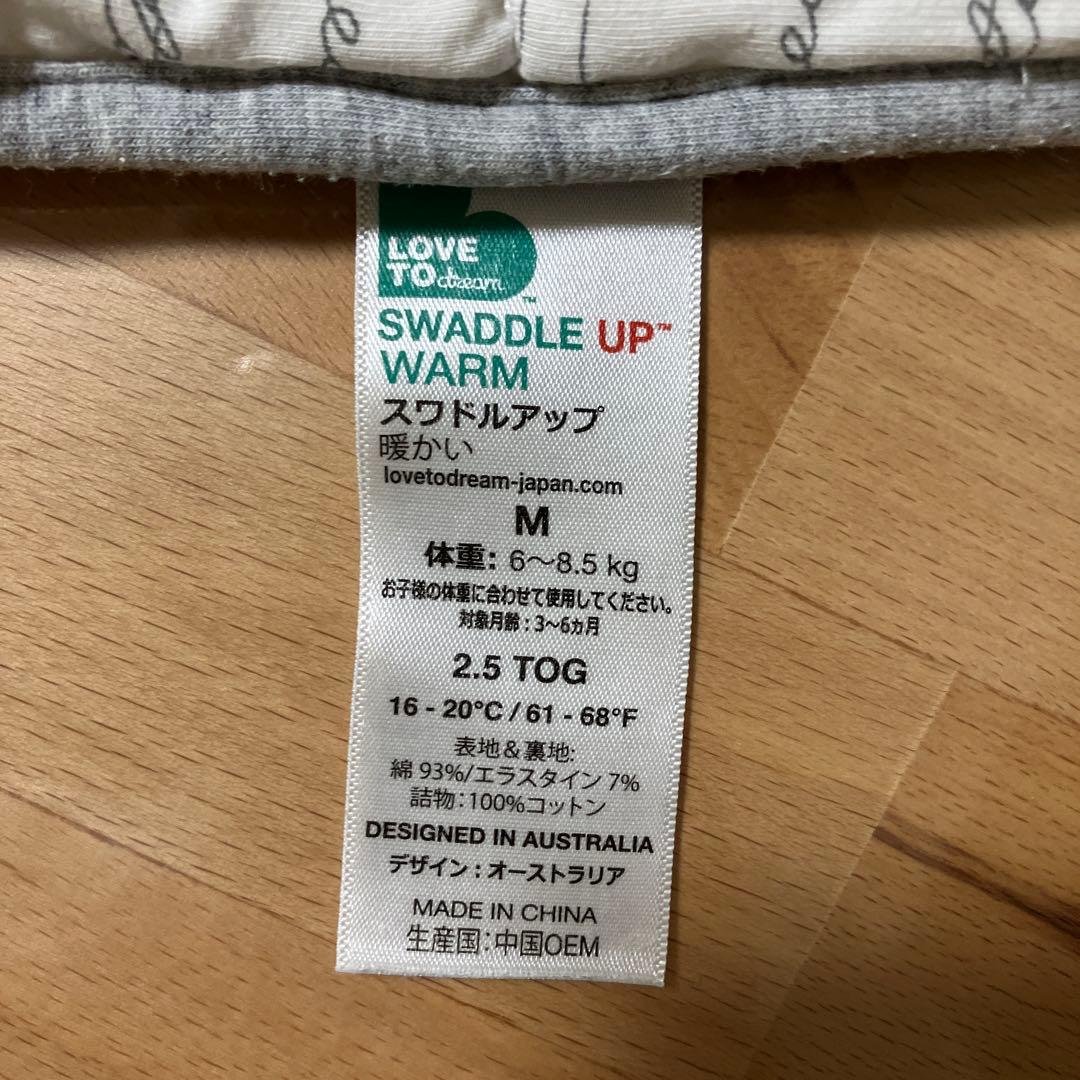 LOVE
TO dream™
SWADDLE UP™
WARM
スワドルアップ
暖かい
lovetodream-japan.com
M
体重: 6〜8.5 kg
お子様の体重に合わせて使用してください。
対象月齢：3〜6ヵ月
2.5 TOG
16 - 20°C / 61 - 68°F
表地＆裏地:
綿 93%/エラスタイン 7%
詰物：100%コットン
DESIGNED IN AUSTRALIA
デザイン：オーストラリア
MADE IN CHINA
生産国：中国OEM